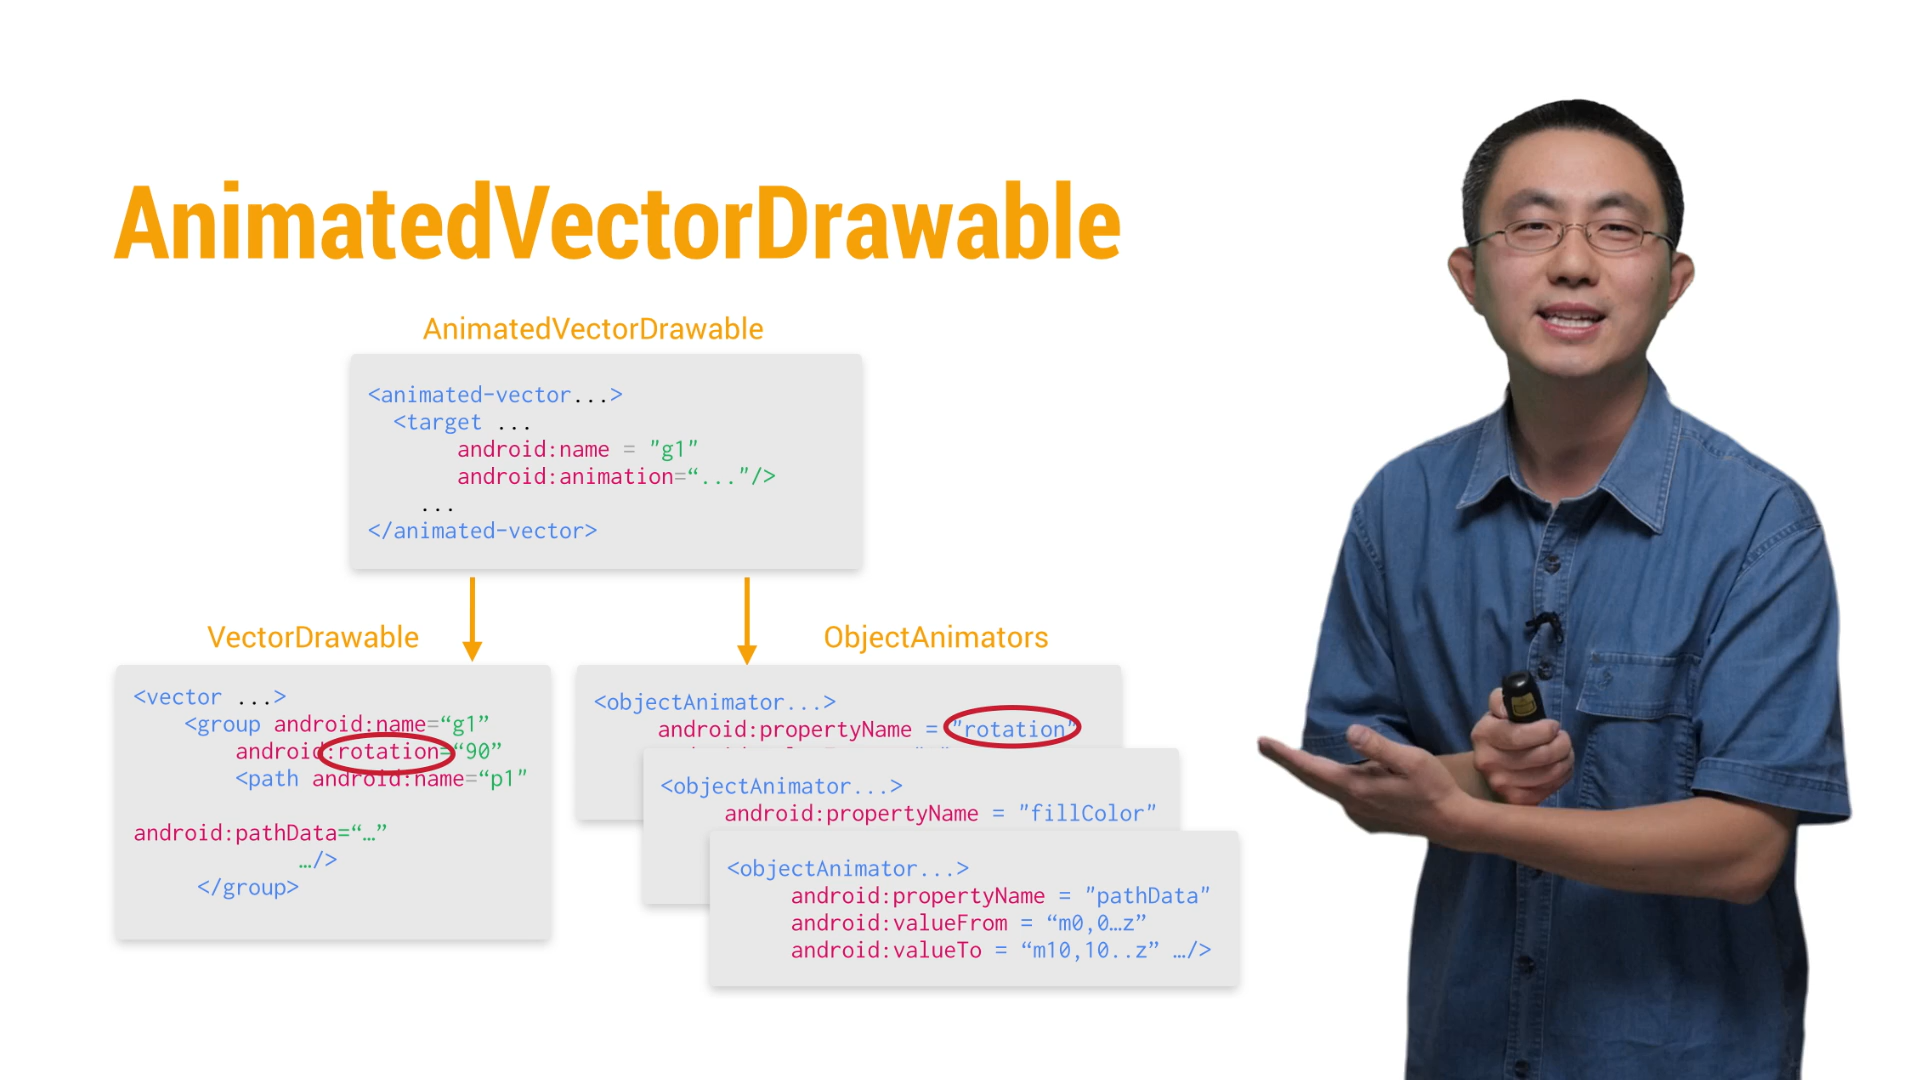 AnimatedVectorDrawable
AnimatedVectorDrawable
<animated-vector...>
<target ...
android:name = "g1"
android:animation=“..."/>
...
</animated-vector>
VectorDrawable
<vector ...>
<group android:name=“g1”
android:rotation=“90”
<path android:name=“p1"
android:pathData=“…”
…/>
</group>
ObjectAnimators
<objectAnimator...>
android:propertyName = "rotation"
<objectAnimator...>
android:propertyName = "fillColor"
<objectAnimator...>
android:propertyName = "pathData"
android:valueFrom = “m0,0…z”
android:valueTo = “m10,10..z” …/>